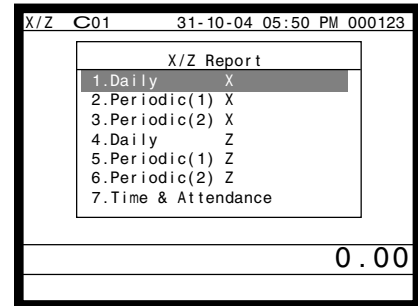 X/Z C01 31-10-04 05:50 PM 000123
X/Z Report
1.Daily X
2.Periodic(1) X
3.Periodic(2) X
4.Daily Z
5.Periodic(1) Z
6.Periodic(2) Z
7.Time & Attendance
0.00